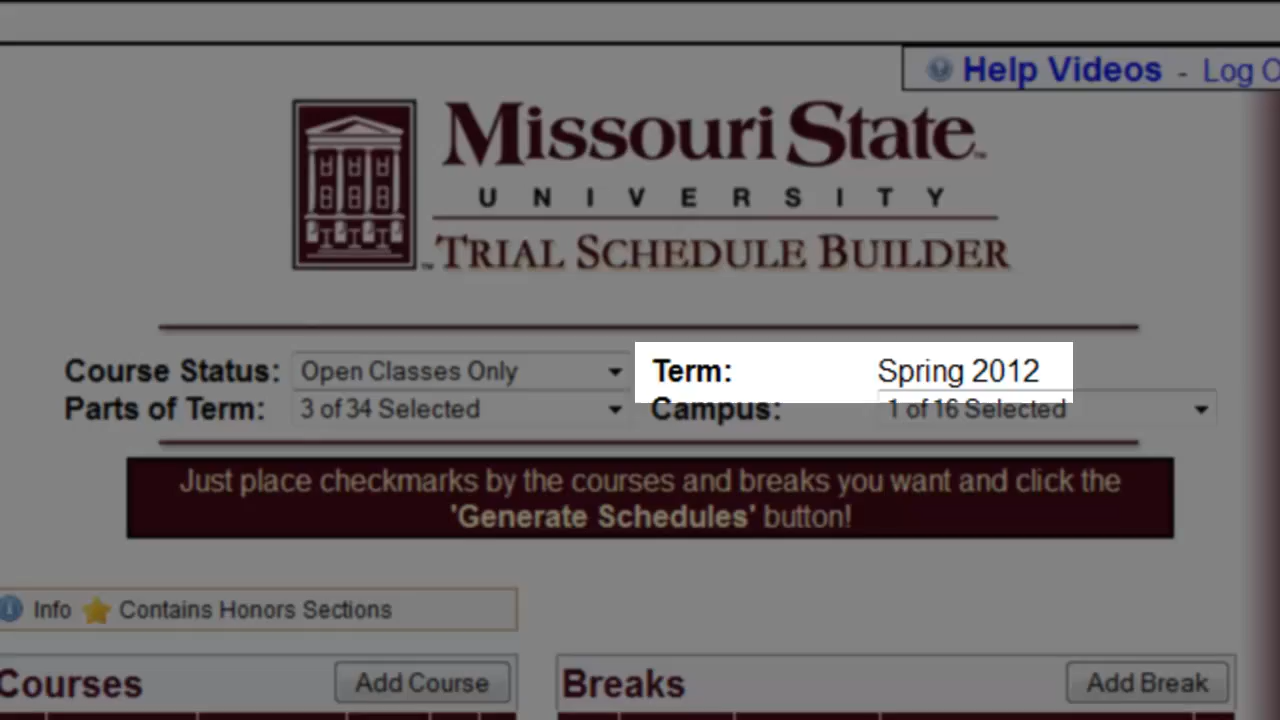 Help Videos - Log
Missouri State™
UNIVERSITY
™TRIAL SCHEDULE BUILDER
Course Status: Open Classes Only Term: Spring 2012
Parts of Term: 3 of 34 Selected Campus: 1 of 16 Selected
Just place checkmarks by the courses and breaks you want and click the
'Generate Schedules' button!
Info Contains Honors Sections
Courses Add Course Breaks Add Break